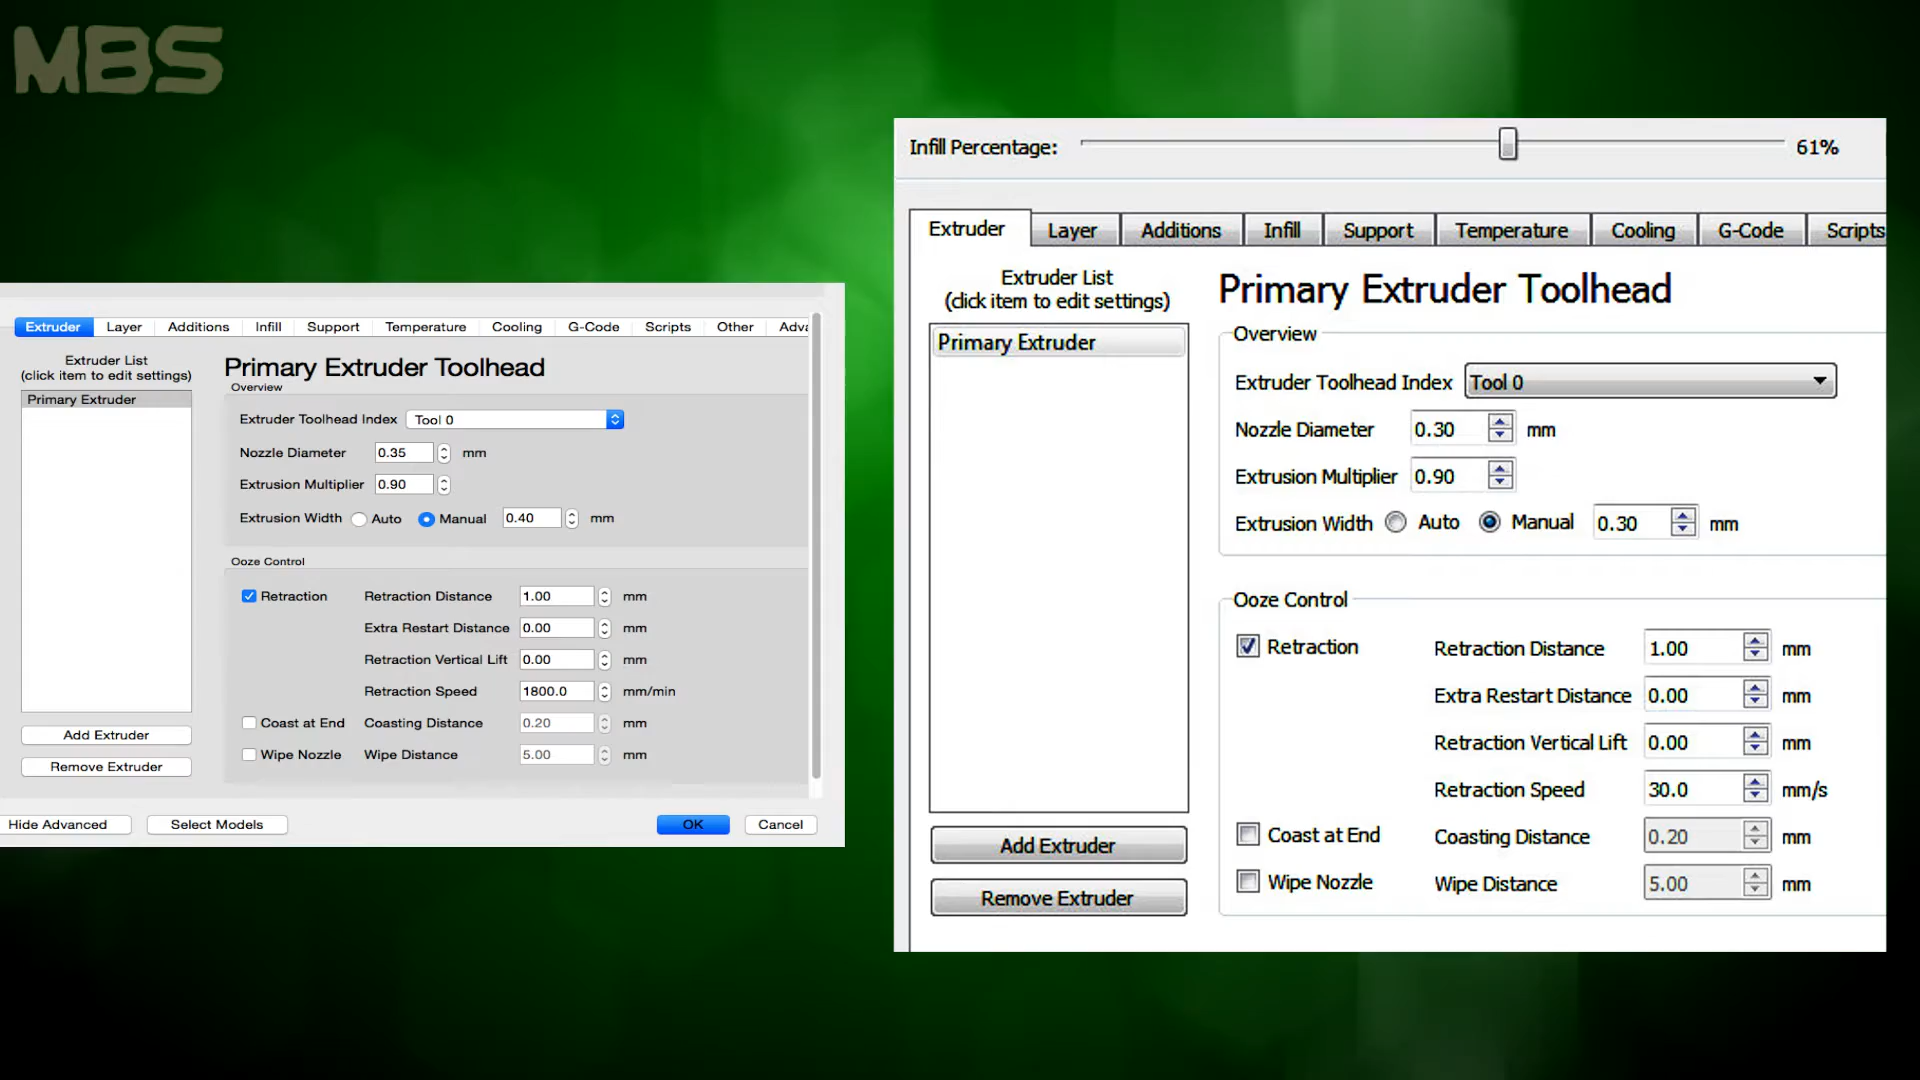 MBS
Extruder Layer Additions Infill Support Temperature Cooling G-Code Scripts Other Adva
Extruder List
(click item to edit settings)
Primary Extruder
Add Extruder
Remove Extruder
Primary Extruder Toolhead
Overview
Extruder Toolhead Index Tool 0
Nozzle Diameter 0.35 mm
Extrusion Multiplier 0.90
Extrusion Width Auto Manual 0.40 mm
Ooze Control
Retraction Retraction Distance 1.00 mm
Extra Restart Distance 0.00 mm
Retraction Vertical Lift 0.00 mm
Retraction Speed 1800.0 mm/min
Coast at End Coasting Distance 0.20 mm
Wipe Nozzle Wipe Distance 5.00 mm
Hide Advanced Select Models OK Cancel
Infill Percentage: 61%
Extruder Layer Additions Infill Support Temperature Cooling G-Code Scripts
Extruder List
(click item to edit settings)
Primary Extruder
Add Extruder
Remove Extruder
Primary Extruder Toolhead
Overview
Extruder Toolhead Index Tool 0
Nozzle Diameter 0.30 mm
Extrusion Multiplier 0.90
Extrusion Width Auto Manual 0.30 mm
Ooze Control
Retraction Retraction Distance 1.00 mm
Extra Restart Distance 0.00 mm
Retraction Vertical Lift 0.00 mm
Retraction Speed 30.0 mm/s
Coast at End Coasting Distance 0.20 mm
Wipe Nozzle Wipe Distance 5.00 mm